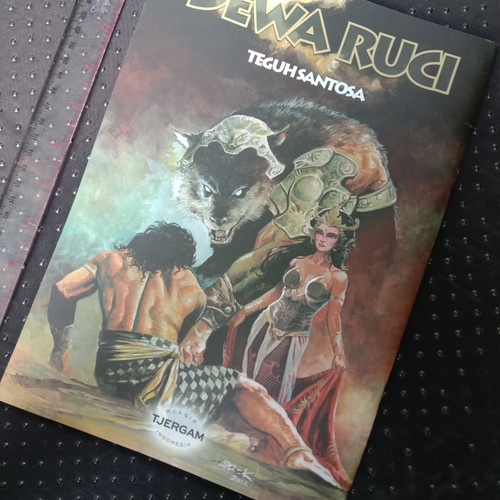 DEWA RUCI
TEGUH SANTOSA
KLASIK
TJERGAM
INDONESIA